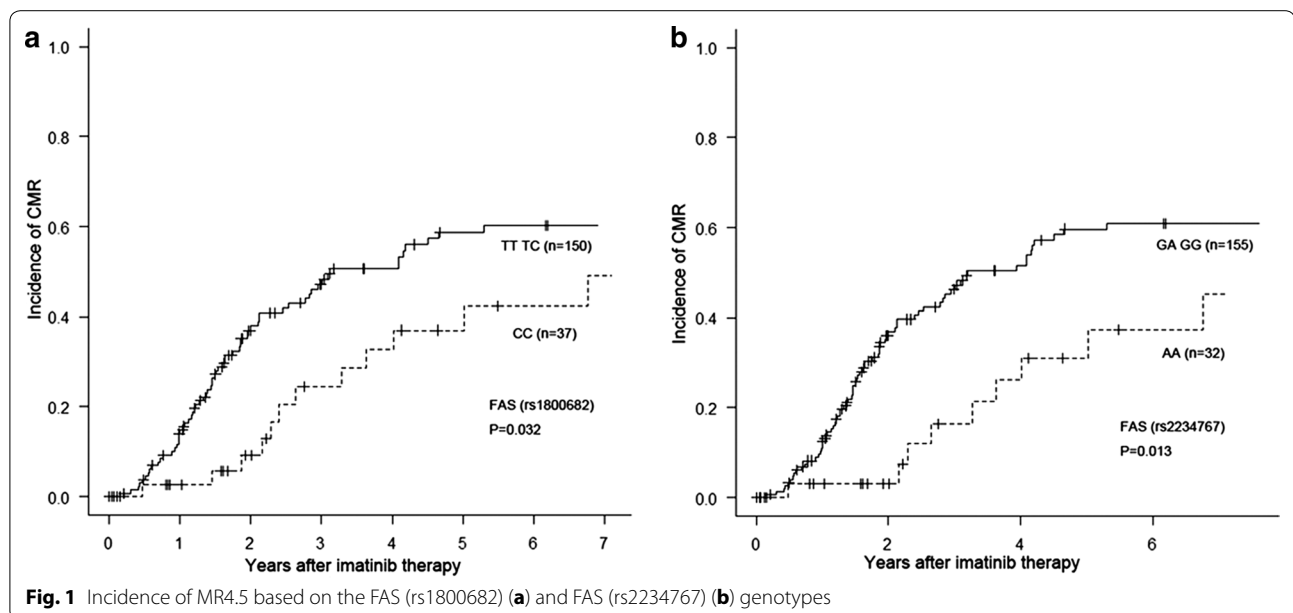 a
1.0
0.8
0.6
0.4
0.2
0.0
Incidence of CMR
TT TC (n=150)
CC (n=37)
FAS (rs1800682)
P=0.032
0 1 2 3 4 5 6 7
Years after imatinib therapy
b
1.0
0.8
0.6
0.4
0.2
0.0
Incidence of CMR
GA GG (n=155)
AA (n=32)
FAS (rs2234767)
P=0.013
0 2 4 6
Years after imatinib therapy
Fig. 1 Incidence of MR4.5 based on the FAS (rs1800682) (a) and FAS (rs2234767) (b) genotypes